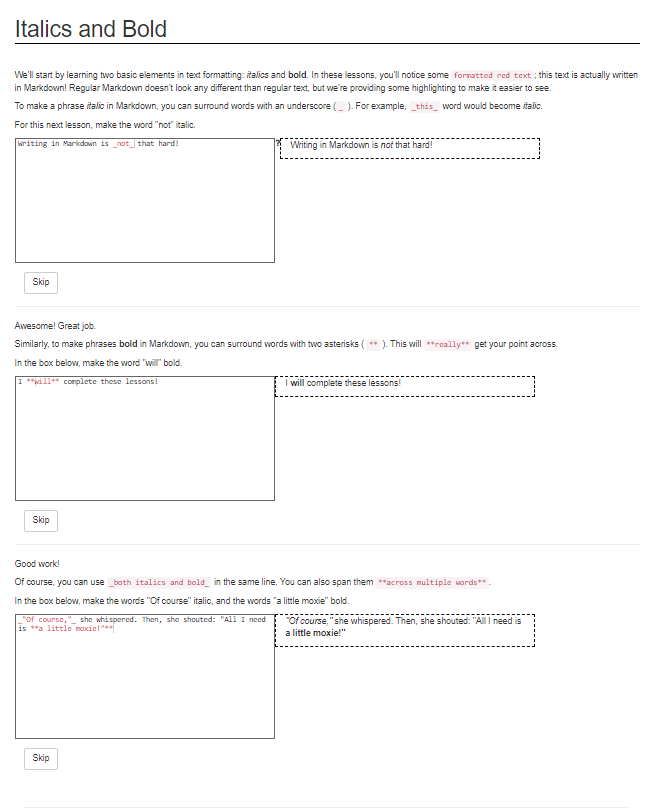 Italics and Bold
We'll start by learning two basic elements in text formatting: italics and bold. In these lessons, you'll notice some formatted red text ; this text is actually written
in Markdown! Regular Markdown doesn't look any different than regular text, but we're providing some highlighting to make it easier to see.
To make a phrase italic in Markdown, you can surround words with an underscore ( _ ). For example, _this_ word would become italic.
For this next lesson, make the word "not" italic.
Writing in Markdown is _not_ that hard!
? Writing in Markdown is not that hard!
Skip
Awesome! Great job.
Similarly, to make phrases bold in Markdown, you can surround words with two asterisks ( ** ). This will **really** get your point across.
In the box below, make the word "will" bold.
I **will** complete these lessons!
I will complete these lessons!
Skip
Good work!
Of course, you can use _both italics and bold_ in the same line. You can also span them **across multiple words** .
In the box below, make the words "Of course" italic, and the words "a little moxie" bold.
_"Of course,"_ she whispered. Then, she shouted: "All I need
is **a little moxie!"**
"Of course," she whispered. Then, she shouted: "All I need is
a little moxie!"
Skip